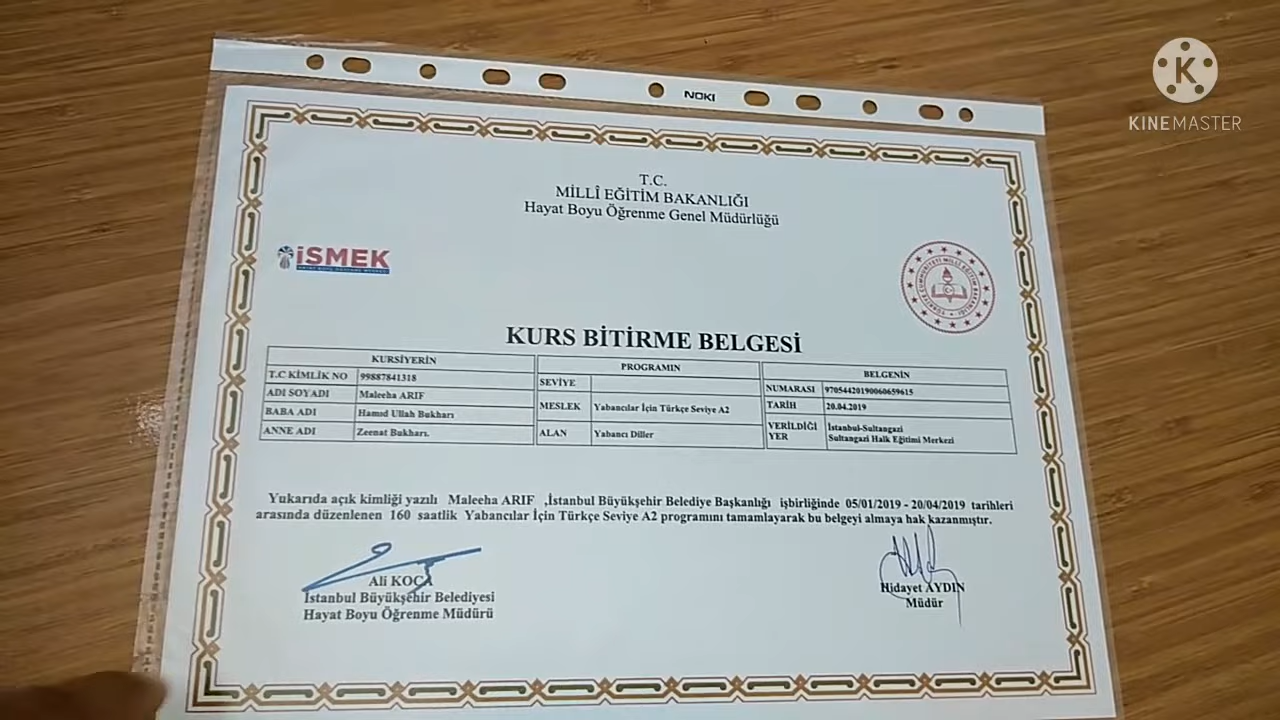 KINEMASTER
NOKI
T.C.
MİLLÎ EĞİTİM BAKANLIĞI
Hayat Boyu Öğrenme Genel Müdürlüğü
iSMEK
KURS BİTİRME BELGESİ
KURSİYERİN
T.C KİMLİK NO 99887841318
ADI SOYADI Maleeha ARIF
BABA ADI Hamıd Ullah Bukharı
ANNE ADI Zeenat Bukharı.
PROGRAMIN
SEVİYE
MESLEK Yabancılar İçin Türkçe Seviye A2
ALAN Yabancı Diller
BELGENİN
NUMARASI 97054420190060659615
TARİH 20.04.2019
VERİLDİĞİ YER İstanbul-Sultangazi
Sultangazi Halk Eğitimi Merkezi
Yukarıda açık kimliği yazılı Maleeha ARIF ,İstanbul Büyükşehir Belediye Başkanlığı işbirliğinde 05/01/2019 - 20/04/2019 tarihleri
arasında düzenlenen 160 saatlik Yabancılar İçin Türkçe Seviye A2 programını tamamlayarak bu belgeyi almaya hak kazanmıştır.
Ali KOCA
İstanbul Büyükşehir Belediyesi
Hayat Boyu Öğrenme Müdürü
Hidayet AYDIN
Müdür